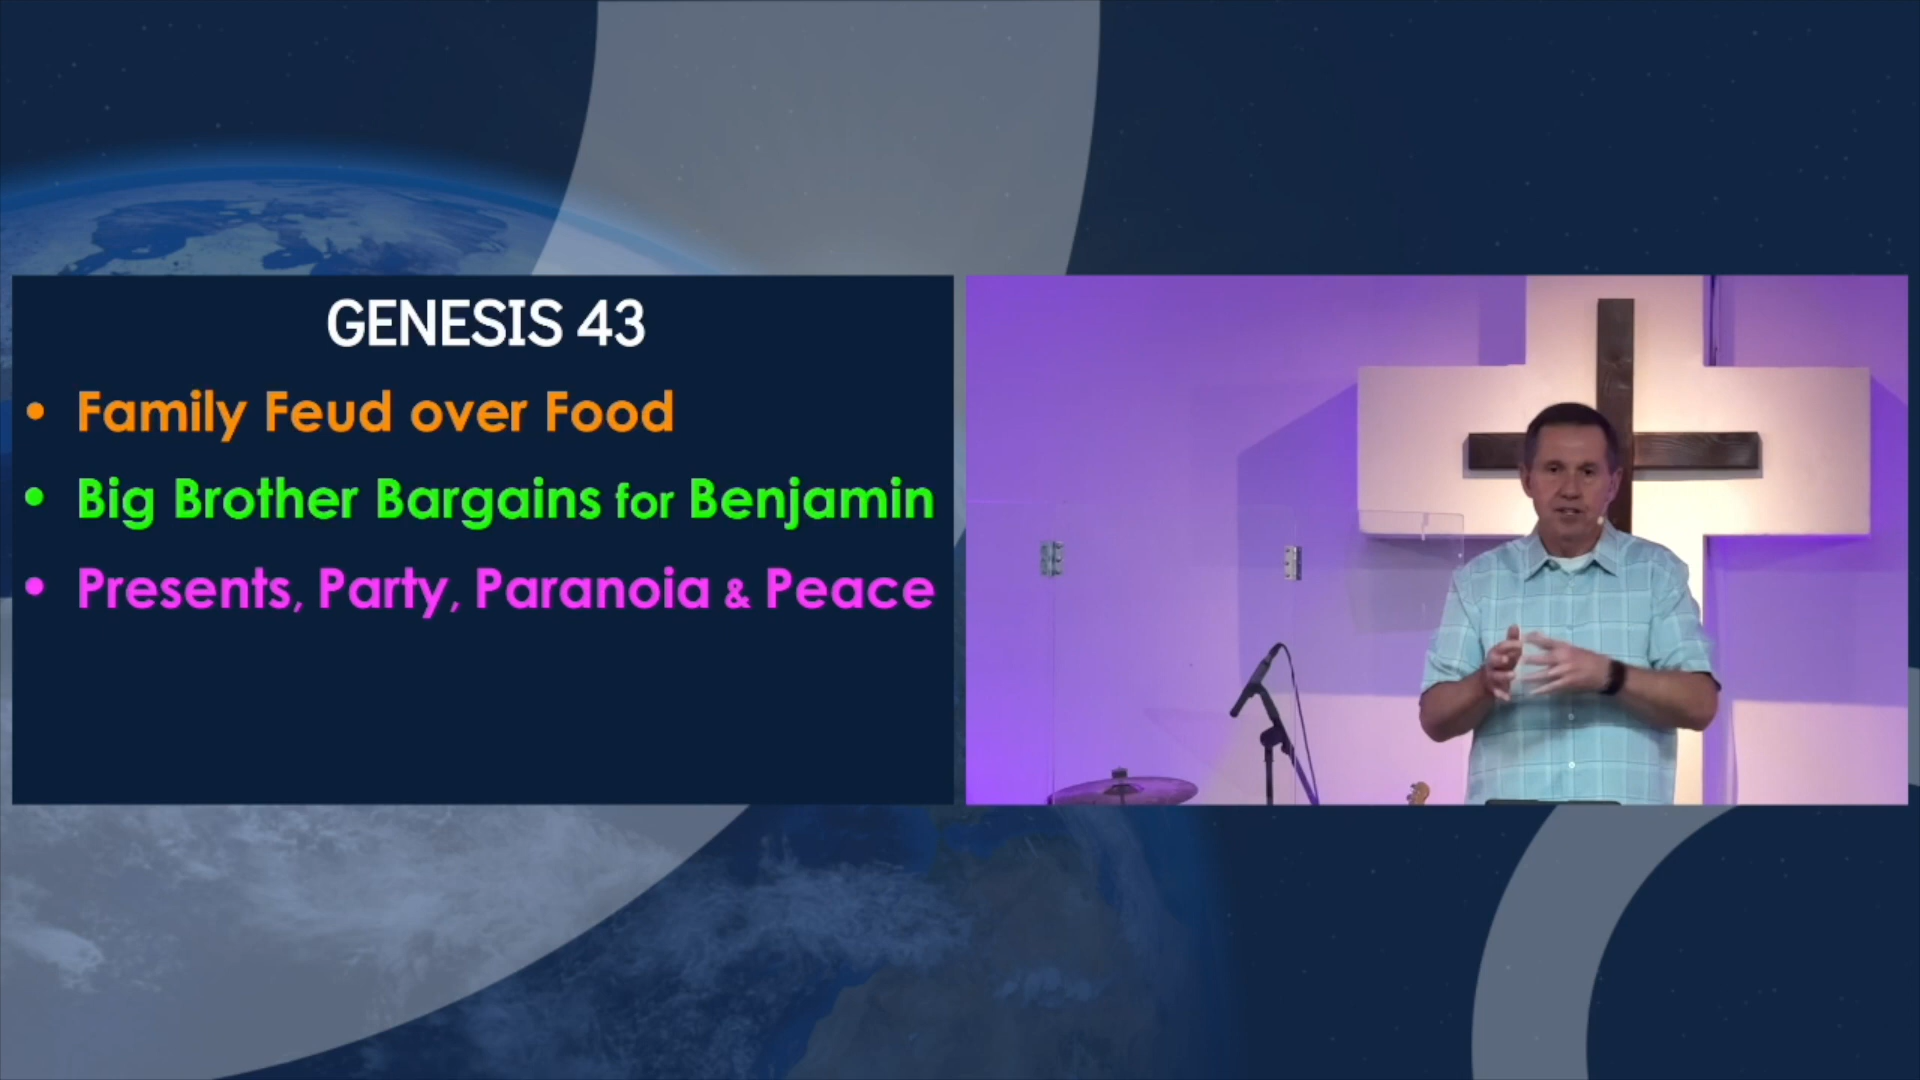 GENESIS 43
• Family Feud over Food
• Big Brother Bargains for Benjamin
• Presents, Party, Paranoia & Peace